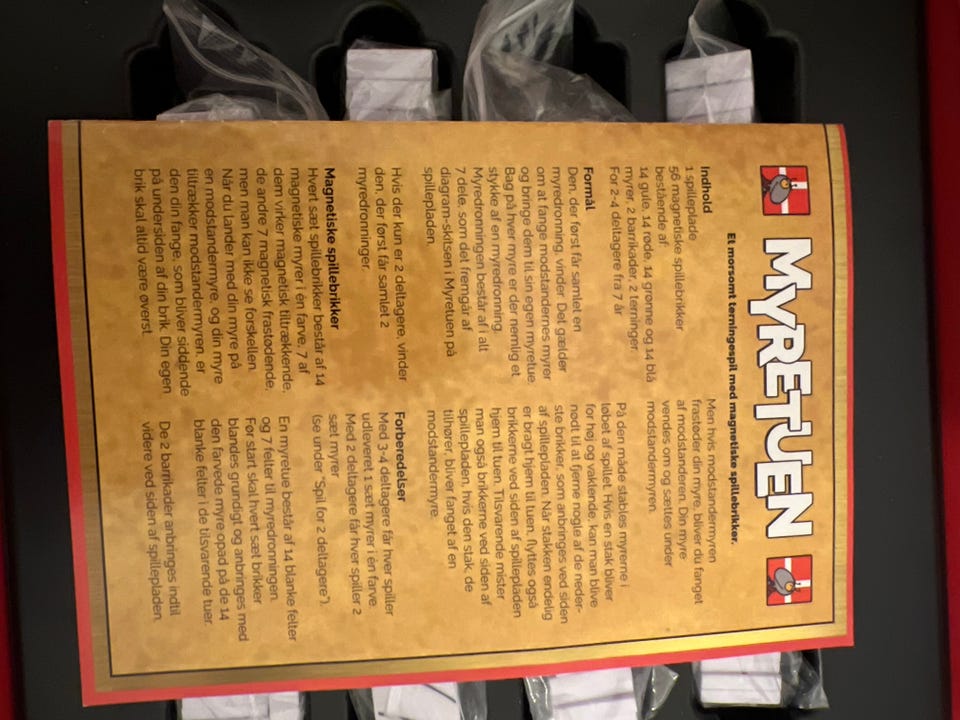 MYRETUEN
Et morsomt terningespil med magnetiske spillebrikker.
Indhold
1 spilleplade
56 magnetiske spillebrikker
bestående af:
14 gule, 14 røde, 14 grønne og 14 blå
myrer, 2 barrikader, 2 terninger.
For 2-4 deltagere fra 7 år
Formål
Den, der først får samlet en
myredronning, vinder. Det gælder
om at fange modstandernes myrer
og bringe dem til sin egen myretue.
Bag på hver myre er der nemlig et
stykke af en myredronning.
Myredronningen består af i alt
7 dele, som det fremgår af
diagram-skitsen i Myretuen på
spillepladen.
Hvis der kun er 2 deltagere, vinder
den, der først får samlet 2
myredronninger.
Magnetiske spillebrikker
Hvert sæt spillebrikker består af 14
magnetiske myrer i én farve. 7 af
dem virker magnetisk tiltrækkende,
de andre 7 magnetisk frastødende,
men man kan ikke se forskellen.
Når du lander med din myre på
en modstandermyre, og din myre
tiltrækker modstandermyren, er
den din fange, som bliver siddende
på undersiden af din brik. Din egen
brik skal altid være øverst.
Men hvis modstandermyren
frastøder din myre, bliver du fanget
af modstanderen. Din myre
vendes om og sættes under
modstandermyren.
På den måde stables myrerne i
løbet af spillet. Hvis en stak bliver
for høj og vaklende, kan man blive
nødt til at fjerne nogle af de neder-
ste brikker, som anbringes ved siden
af spillepladen. Når stakken endelig
er bragt hjem til tuen, flyttes også
brikkerne ved siden af spillepladen
hjem til tuen. Tilsvarende mister
man også brikkerne ved siden af
spillepladen, hvis den stak, de
tilhører, bliver fanget af en
modstandermyre.
Forberedelser
Med 3-4 deltagere får hver spiller
udleveret 1 sæt myrer i én farve.
Med 2 deltagere får hver spiller 2
sæt myrer
(se under "Spil for 2 deltagere").
En myretue består af 14 blanke felter
og 7 felter til myredronningen.
Før start skal hvert sæt brikker
blandes grundigt og anbringes med
den farvede myre opad på de 14
blanke felter i de tilsvarende tuer.
De 2 barrikader anbringes indtil
videre ved siden af spillepladen.